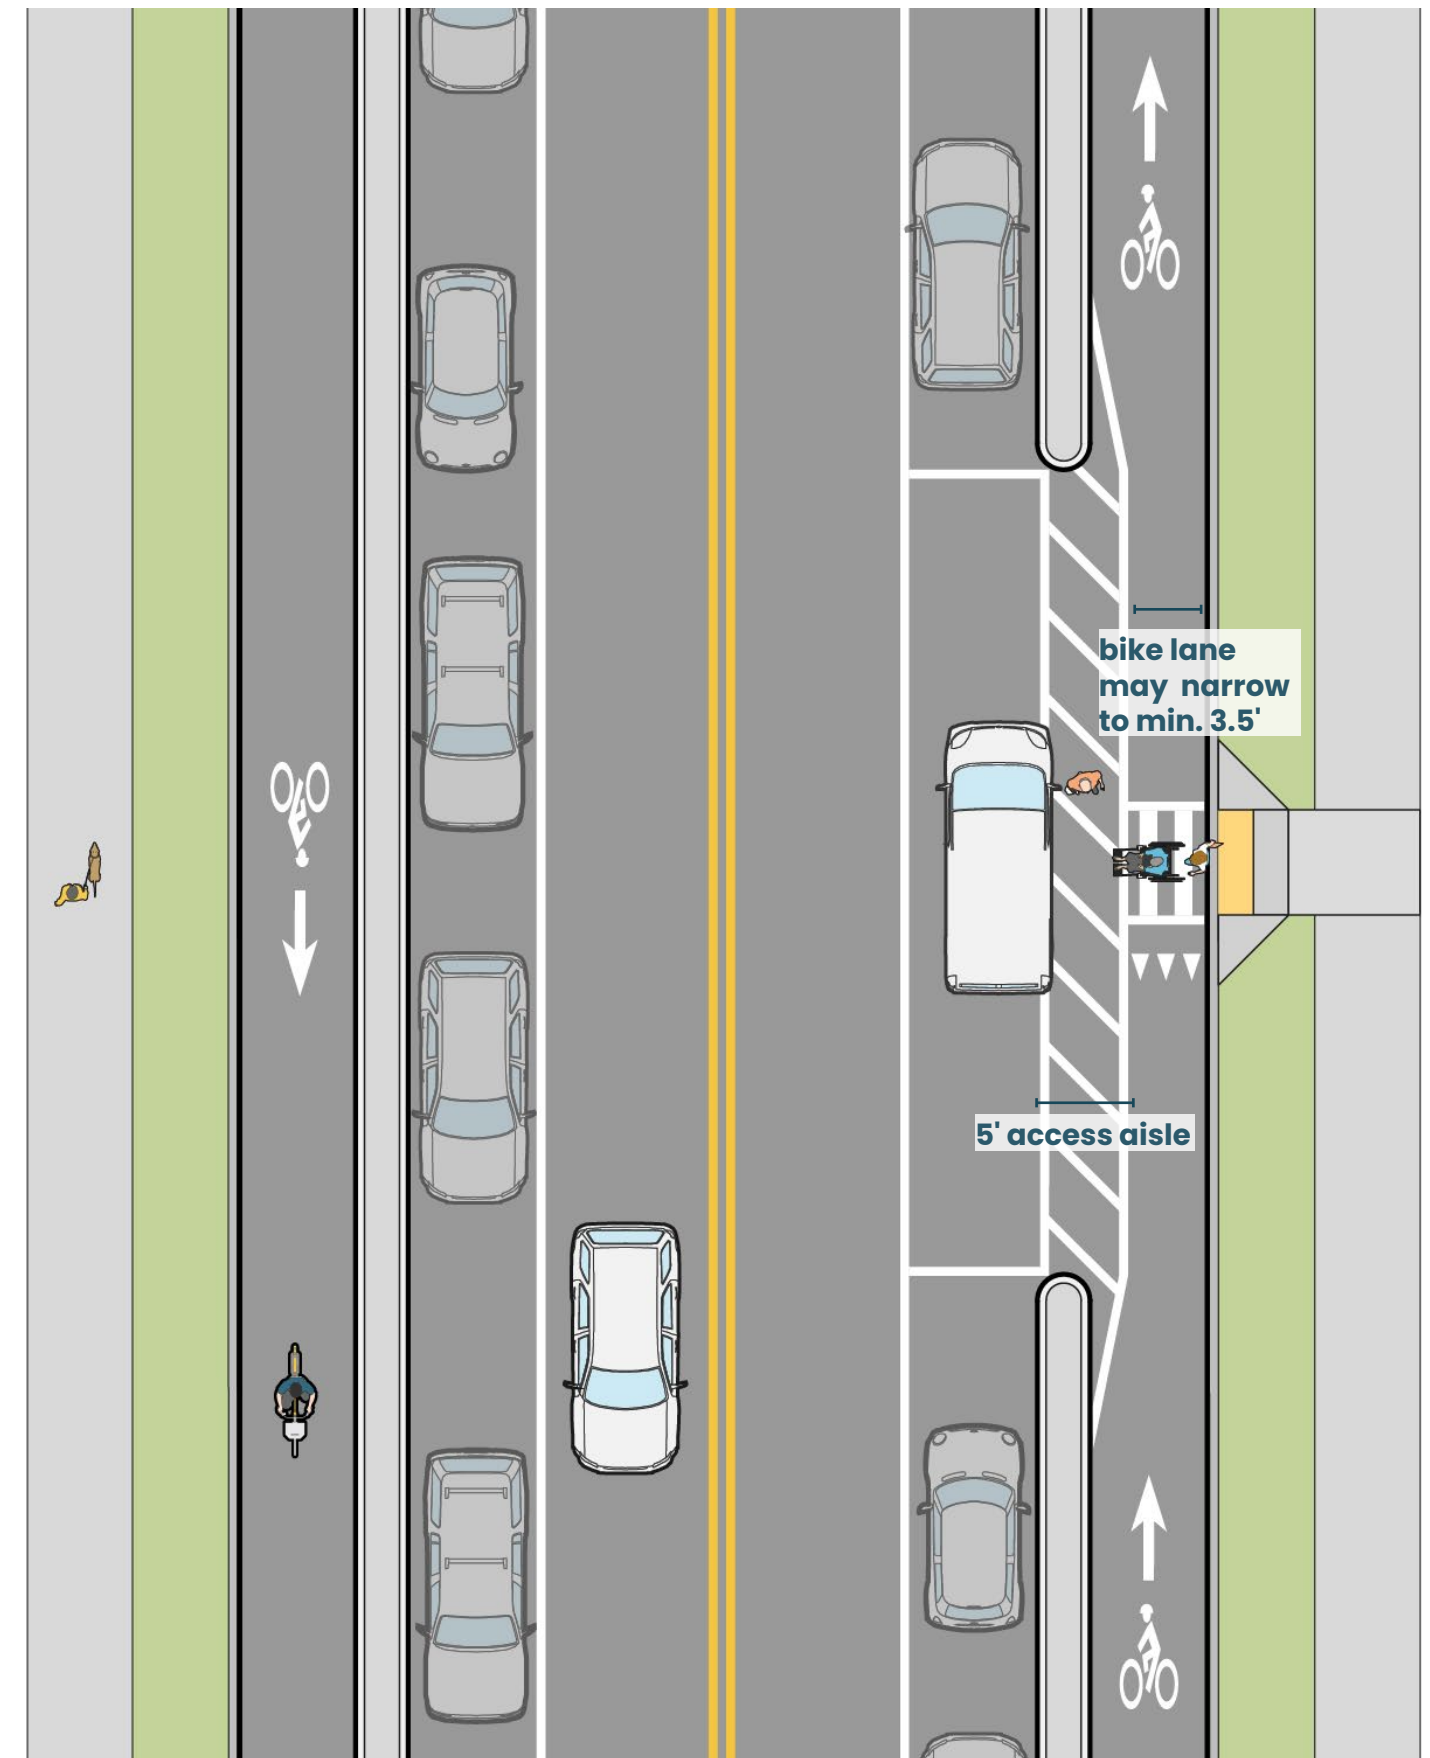 bike lane
may narrow
to min. 3.5'
5' access aisle